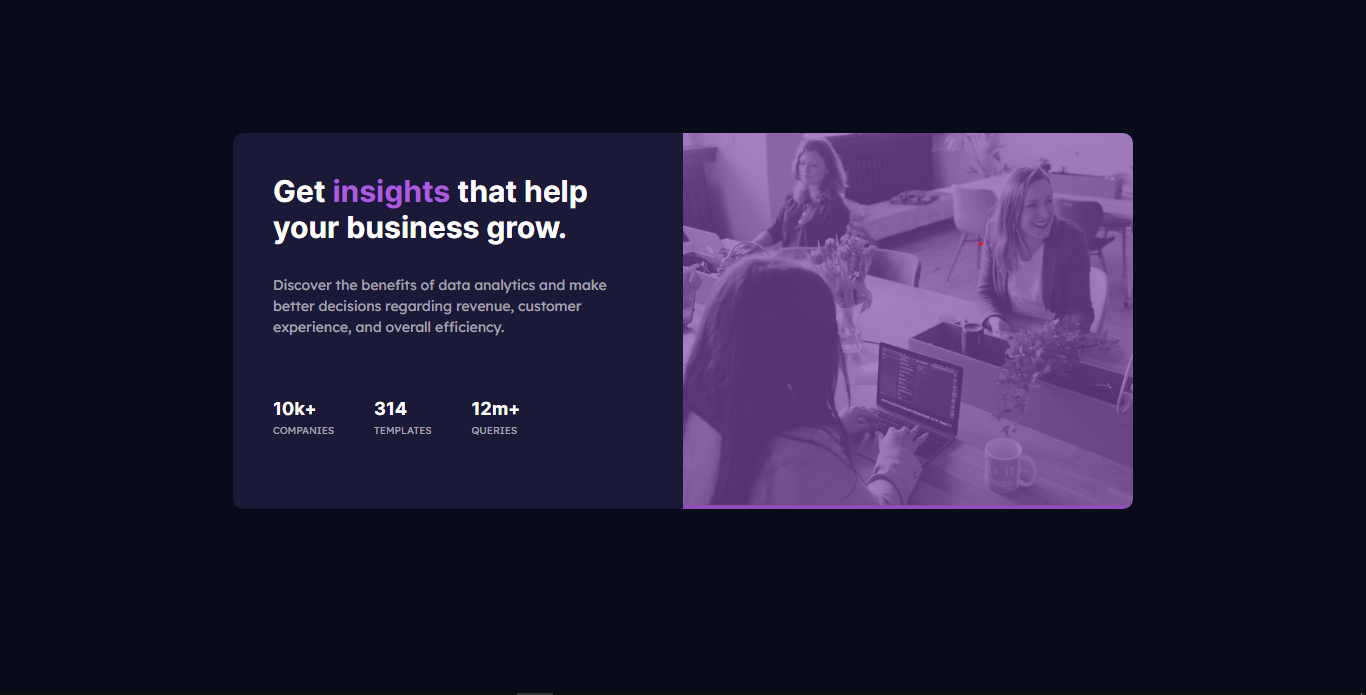 Get insights that help
your business grow.
Discover the benefits of data analytics and make
better decisions regarding revenue, customer
experience, and overall efficiency.
10k+ 314 12m+
COMPANIES TEMPLATES QUERIES